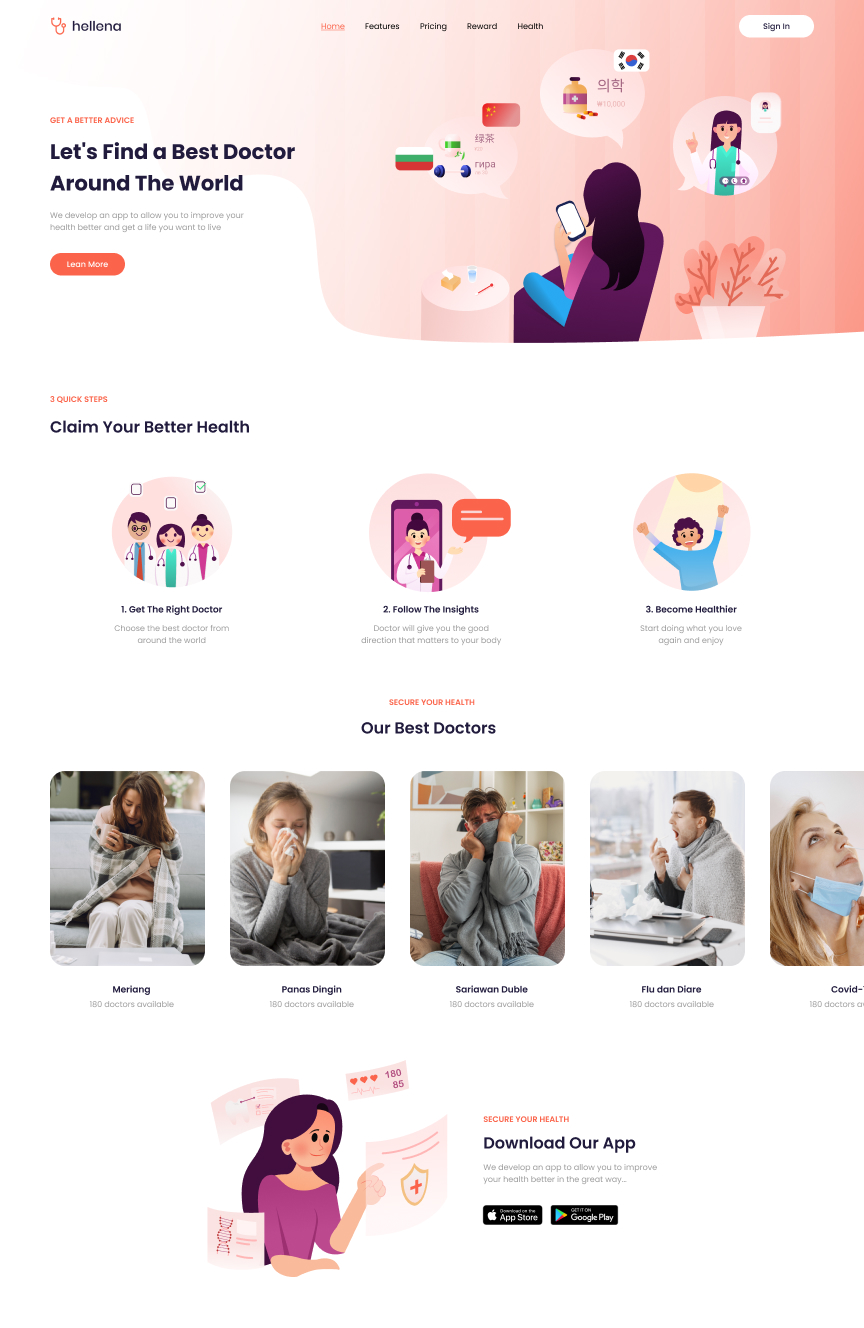 hellena
Home
Features
Pricing
Reward
Health
Sign In
의학
₩10,000
绿茶
гира
GET A BETTER ADVICE
Let's Find a Best Doctor
Around The World
We develop an app to allow you to improve your
health better and get a life you want to live
Lean More
3 QUICK STEPS
Claim Your Better Health
1. Get The Right Doctor
Choose the best doctor from
around the world
2. Follow The Insights
Doctor will give you the good
direction that matters to your body
3. Become Healthier
Start doing what you love
again and enjoy
SECURE YOUR HEALTH
Our Best Doctors
Meriang
180 doctors available
Panas Dingin
180 doctors available
Sariawan Duble
180 doctors available
Flu dan Diare
180 doctors available
Covid-
180 doctors
180
85
SECURE YOUR HEALTH
Download Our App
We develop an app to allow you to improve
your health better in the great way...
Download on the
App Store
GET IT ON
Google Play